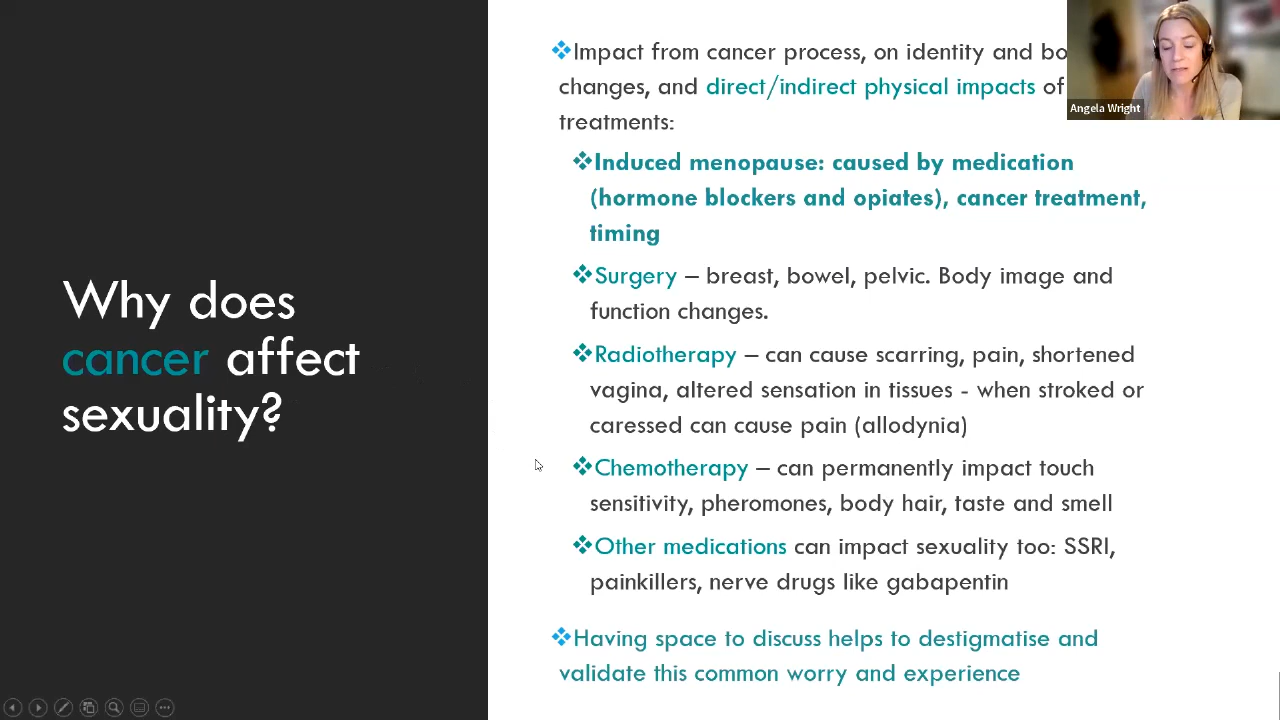 Why does
cancer affect
sexuality?
Impact from cancer process, on identity and
changes, and direct/indirect physical impacts of
treatments:
Induced menopause: caused by medication
(hormone blockers and opiates), cancer treatment,
timing
Surgery – breast, bowel, pelvic. Body image and
function changes.
Radiotherapy – can cause scarring, pain, shortened
vagina, altered sensation in tissues - when stroked or
caressed can cause pain (allodynia)
Chemotherapy – can permanently impact touch
sensitivity, pheromones, body hair, taste and smell
Other medications can impact sexuality too: SSRI,
painkillers, nerve drugs like gabapentin
Having space to discuss helps to destigmatise and
validate this common worry and experience
Angela Wright